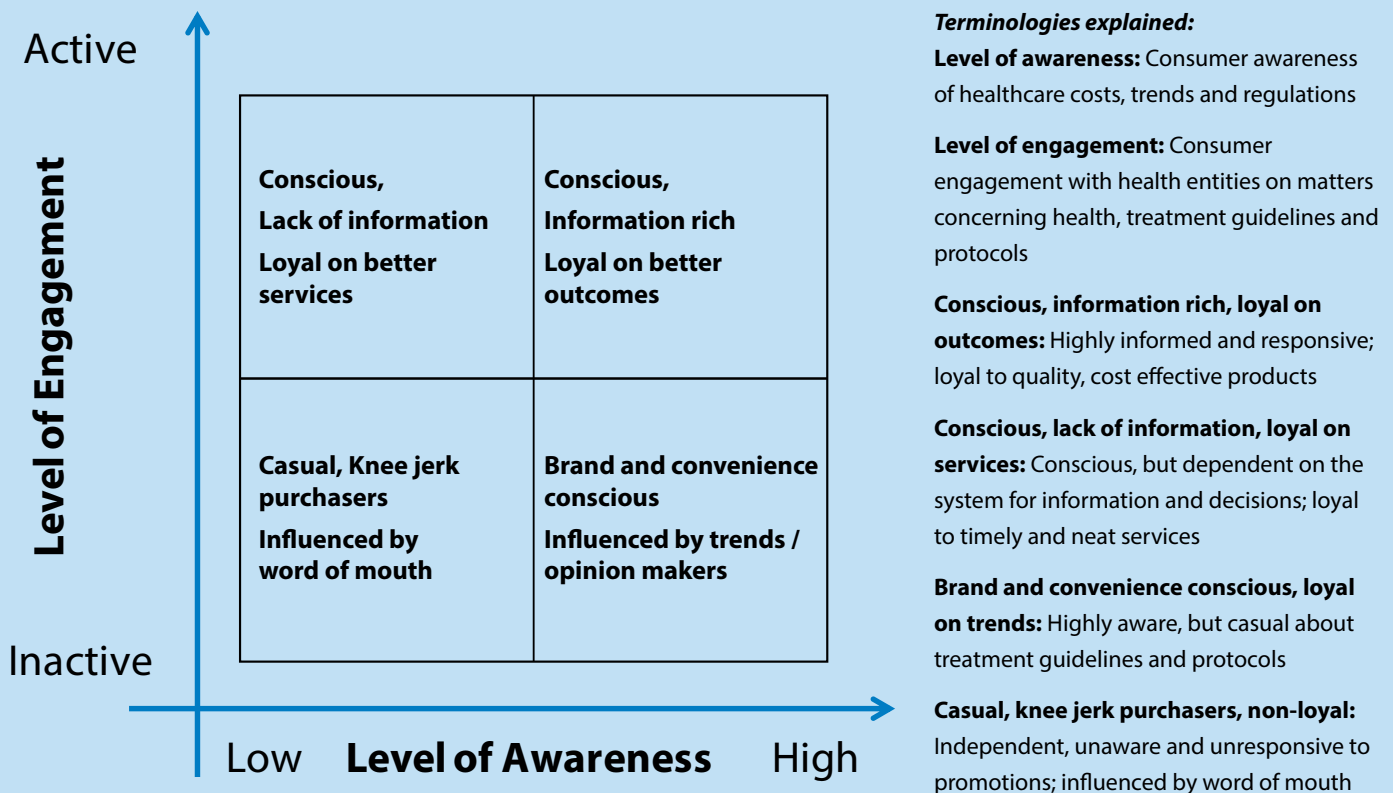 Active
Level of Engagement
Inactive
Conscious,
Lack of information
Loyal on better
services
Conscious,
Information rich
Loyal on better
outcomes
Casual, Knee jerk
purchasers
Influenced by
word of mouth
Brand and convenience
conscious
Influenced by trends /
opinion makers
Low Level of Awareness High
Terminologies explained:
Level of awareness: Consumer awareness
of healthcare costs, trends and regulations
Level of engagement: Consumer
engagement with health entities on matters
concerning health, treatment guidelines and
protocols
Conscious, information rich, loyal on
outcomes: Highly informed and responsive;
loyal to quality, cost effective products
Conscious, lack of information, loyal on
services: Conscious, but dependent on the
system for information and decisions; loyal
to timely and neat services
Brand and convenience conscious, loyal
on trends: Highly aware, but casual about
treatment guidelines and protocols
Casual, knee jerk purchasers, non-loyal:
Independent, unaware and unresponsive to
promotions; influenced by word of mouth